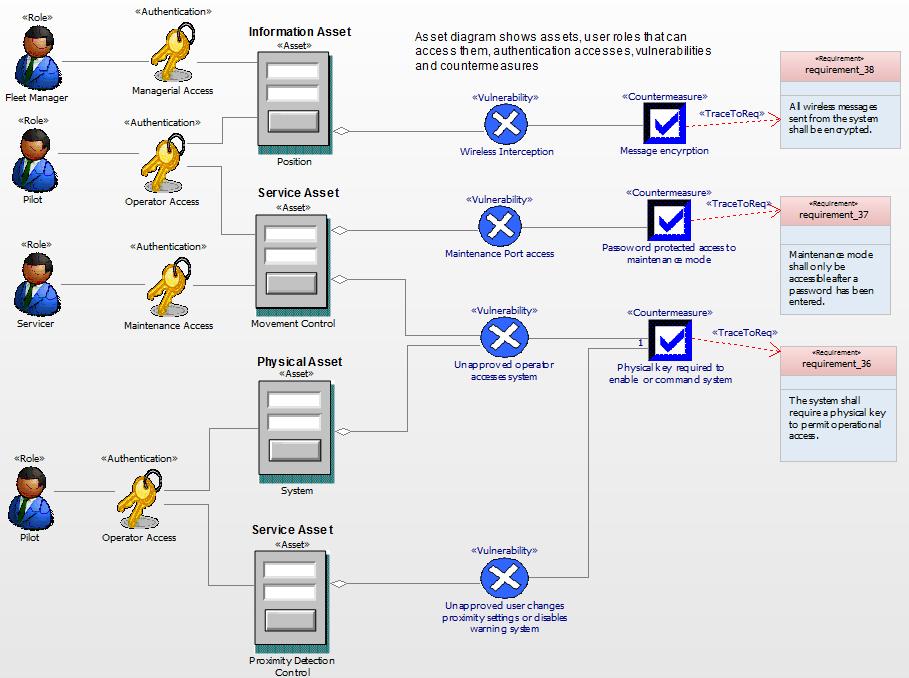 «Role»
Fleet Manager
«Authentication»
Managerial Access
Information Asset
«Asset»
Position
Asset diagram shows assets, user roles that can
access them, authentication accesses, vulnerabilities
and countermeasures
«Vulnerability»
Wireless Interception
«Countermeasure»
Message encyrption
«TraceToReq»
«Requirement»
requirement_38
All wireless messages
sent from the system
shall be encrypted.
«Role»
Pilot
«Authentication»
Operator Access
Service Asset
«Asset»
Movement Control
«Vulnerability»
Maintenance Port access
«Countermeasure»
Passoword protected access to
maintenance mode
«TraceToReq»
«Requirement»
requirement_37
Maintenance mode
shall only be
accessible after a
password has been
entered.
«Role»
Servicer
«Authentication»
Maintenance Access
«Vulnerability»
Unapproved operator
accesses system
«Countermeasure»
1
Physical key required to
enable or command system
«TraceToReq»
«Requirement»
requirement_36
The system shall
require a physical key
to permit operational
access.
Physical Asset
«Asset»
System
«Role»
Pilot
«Authentication»
Operator Access
Service Asset
«Asset»
Proximity Detection
Control
«Vulnerability»
Unapproved user changes
proximity settings or disables
warning system